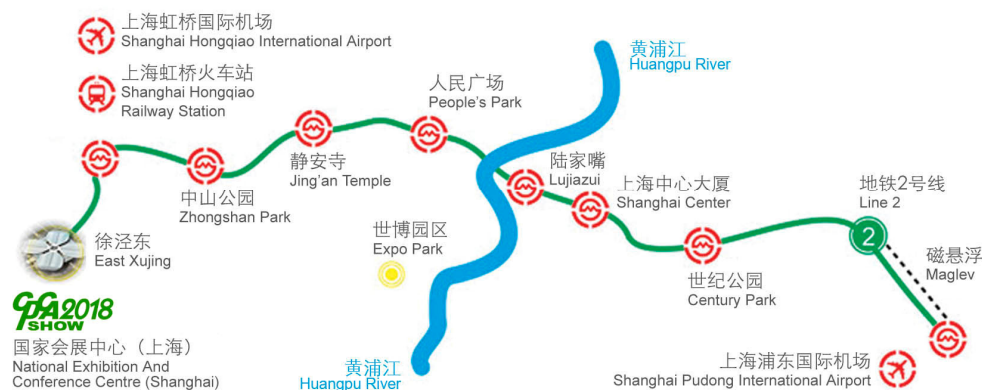 上海虹桥国际机场
Shanghai Hongqiao International Airport
上海虹桥火车站
Shanghai Hongqiao
Railway Station
黄浦江
Huangpu River
人民广场
People's Park
静安寺
Jing'an Temple
陆家嘴
Lujiazui
中山公园
Zhongshan Park
上海中心大厦
Shanghai Center
地铁2号线
Line 2
2
徐泾东
East Xujing
世博园区
Expo Park
磁悬浮
Maglev
世纪公园
Century Park
CGPA2018
SHOW
国家会展中心（上海）
National Exhibition And
Conference Centre (Shanghai)
黄浦江
Huangpu River
上海浦东国际机场
Shanghai Pudong International Airport